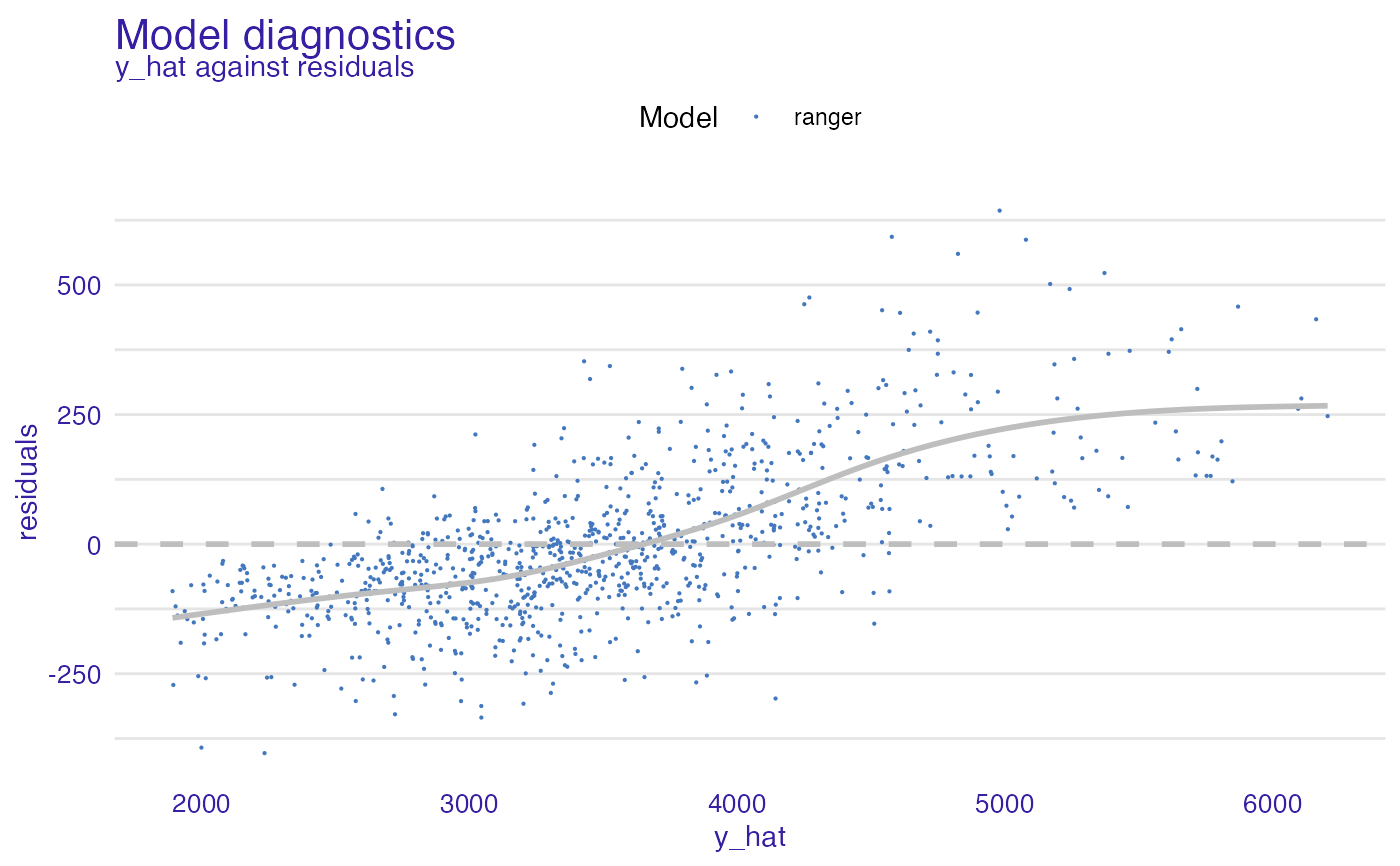 Model diagnostics
y_hat against residuals
Model ranger
500
250
0
-250
residuals
2000 3000 4000 5000 6000
y_hat